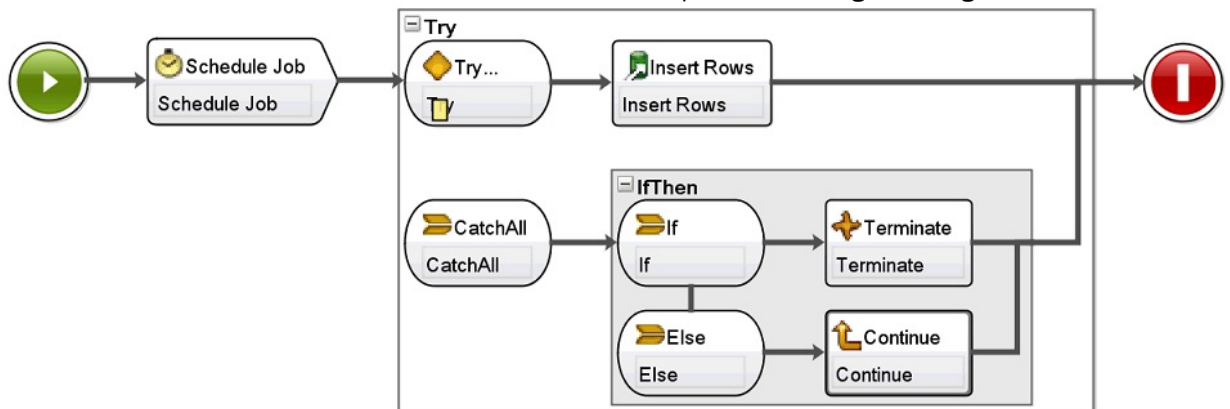 Try
Schedule Job
Schedule Job
Try...
Try
Insert Rows
Insert Rows
IfThen
CatchAll
CatchAll
If
If
Terminate
Terminate
Else
Else
Continue
Continue